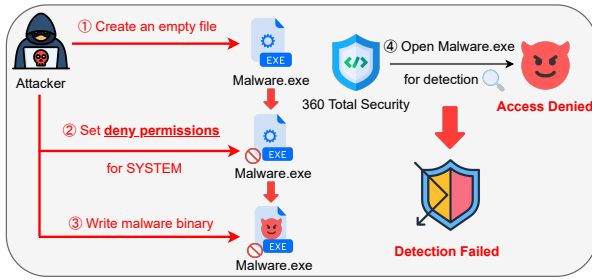 ① Create an empty file
Attacker
EXE
Malware.exe
② Set deny permissions
for SYSTEM
EXE
Malware.exe
③ Write malware binary
EXE
Malware.exe
360 Total Security
④ Open Malware.exe
for detection
Access Denied
Detection Failed